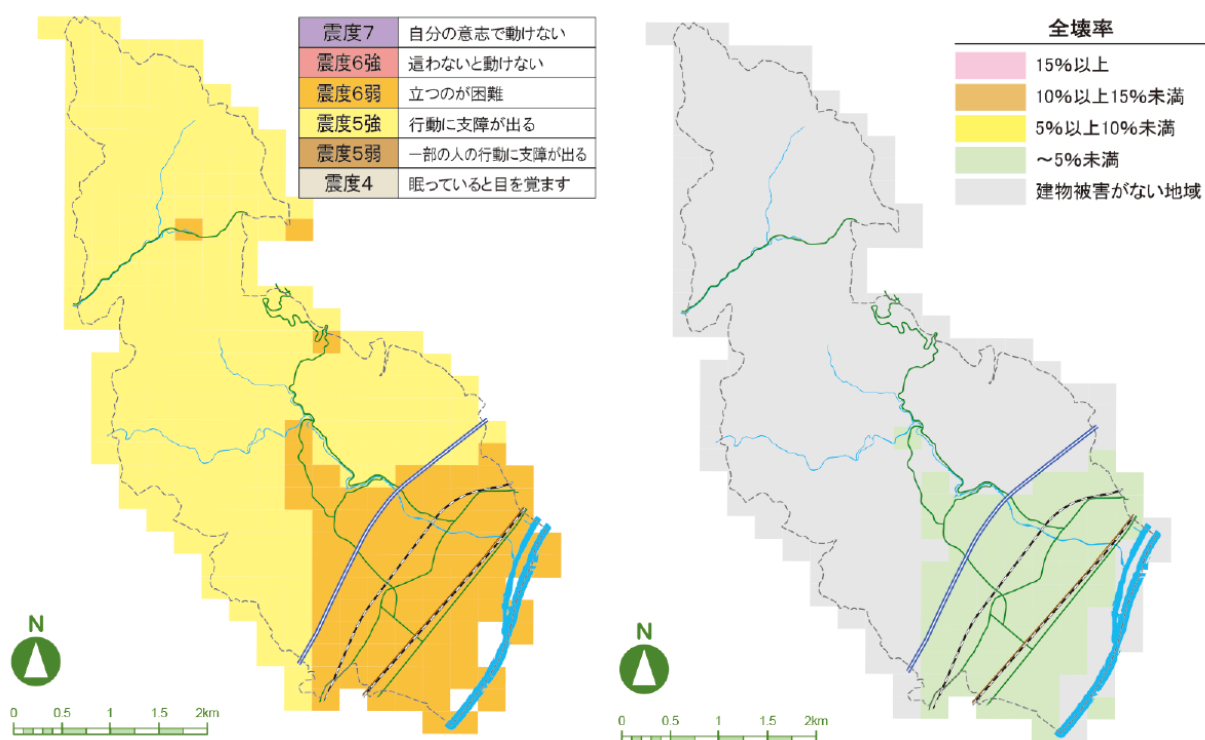 震度7 自分の意志で動けない
震度6強 這わないと動けない
震度6弱 立つのが困難
震度5強 行動に支障が出る
震度5弱 一部の人の行動に支障が出る
震度4 眠っていると目を覚ます
N
0 0.5 1 1.5 2km
全壊率
15%以上
10%以上15%未満
5%以上10%未満
～5%未満
建物被害がない地域
N
0 0.5 1 1.5 2km